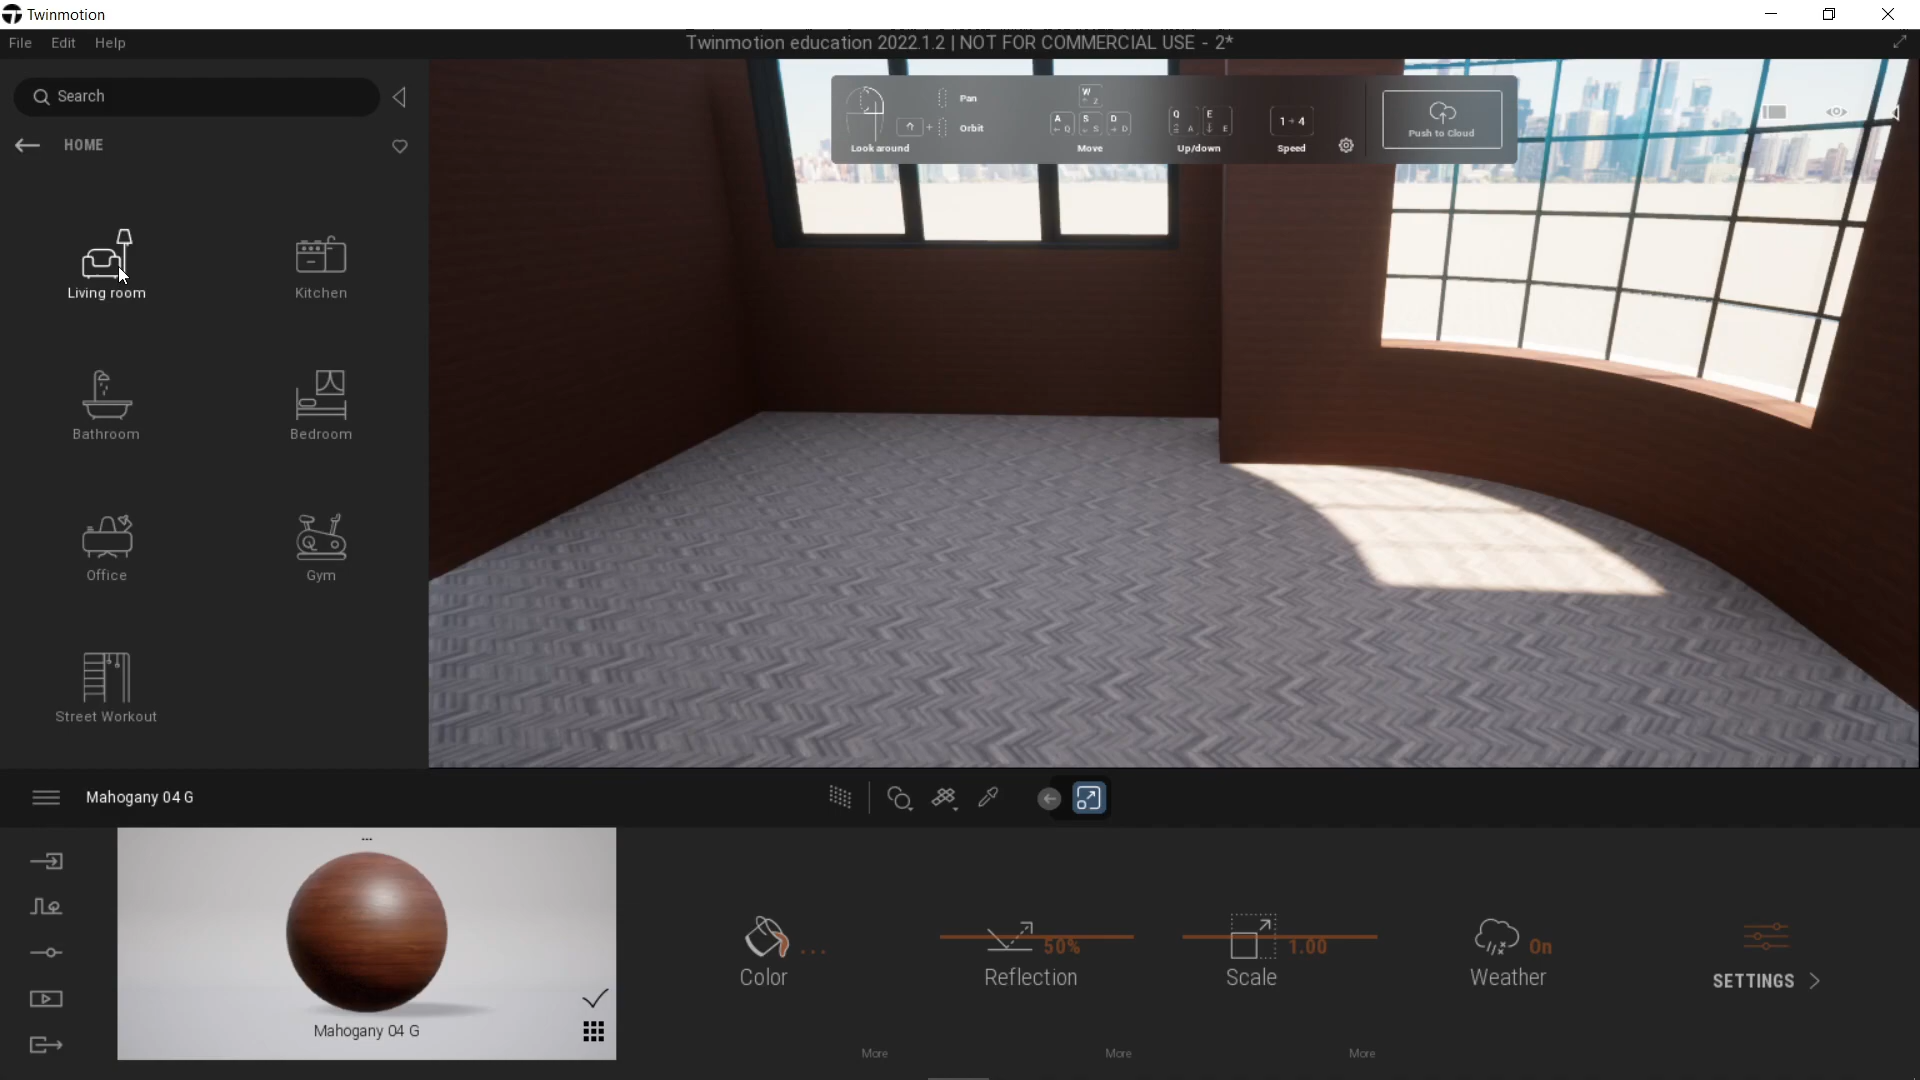 Twinmotion
File Edit Help
Twinmotion education 2022.1.2 | NOT FOR COMMERCIAL USE - 2*
Search
HOME
Living room
Kitchen
Bathroom
Bedroom
Office
Gym
Street Workout
Pan
Orbit
Look around
W
Z
A
Q
S
S
D
D
Move
Q
A
E
E
Up/down
1 - 4
Speed
Push to Cloud
Mahogany 04 G
...
Mahogany 04 G
Color ...
50%
Reflection
1.00
Scale
On
Weather
SETTINGS
More
More
More